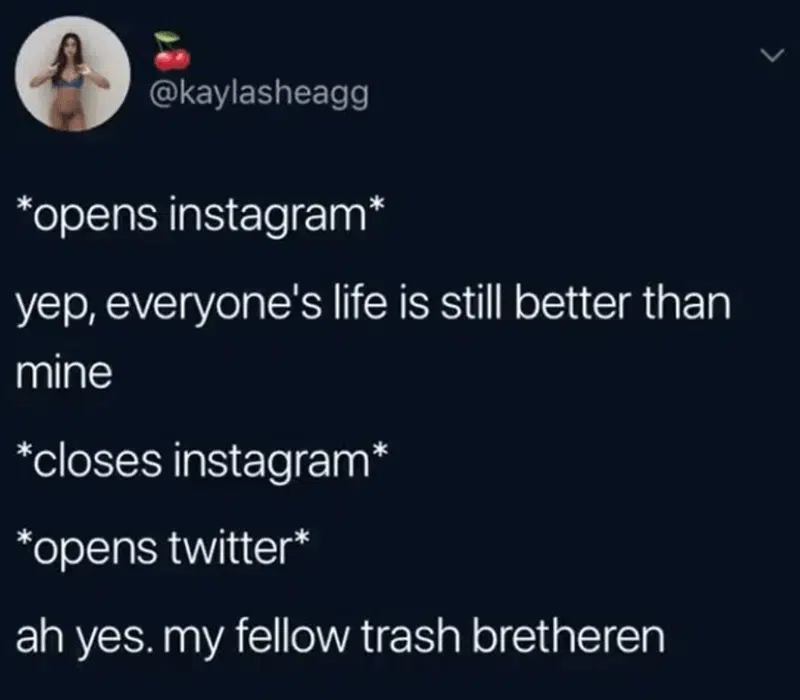 @kaylasheagg
*opens instagram*
yep, everyone's life is still better than
mine
*closes instagram*
*opens twitter*
ah yes. my fellow trash bretheren